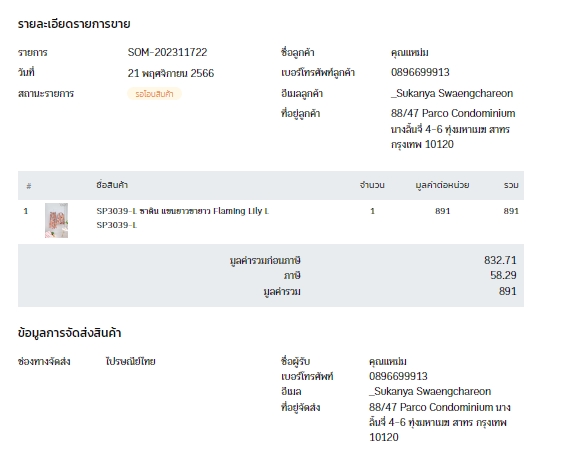 รายละเอียดรายการขาย
รายการ SOM-202311722 ชื่อลูกค้า คุณแหม่ม
วันที่ 21 พฤศจิกายน 2566 เบอร์โทรศัพท์ลูกค้า 0896699913
สถานะรายการ รอโอนสินค้า อีเมลลูกค้า _Sukanya Swaengchareon
ที่อยู่ลูกค้า 88/47 Parco Condominium
นางลิ้นจี่ 4-6 ทุ่งมหาเมฆ สาทร
กรุงเทพ 10120
# ชื่อสินค้า จำนวน มูลค่าต่อหน่วย รวม
1 SP3039-L ซาติน แขนยาวขายาว Flaming Lily L 1 891 891
SP3039-L
มูลค่ารวมก่อนภาษี 832.71
ภาษี 58.29
มูลค่ารวม 891
ข้อมูลการจัดส่งสินค้า
ช่องทางจัดส่ง ไปรษณีย์ไทย ชื่อผู้รับ คุณแหม่ม
เบอร์โทรศัพท์ 0896699913
อีเมล _Sukanya Swaengchareon
ที่อยู่จัดส่ง 88/47 Parco Condominium นาง
ลิ้นจี่ 4-6 ทุ่งมหาเมฆ สาทร กรุงเทพ
10120